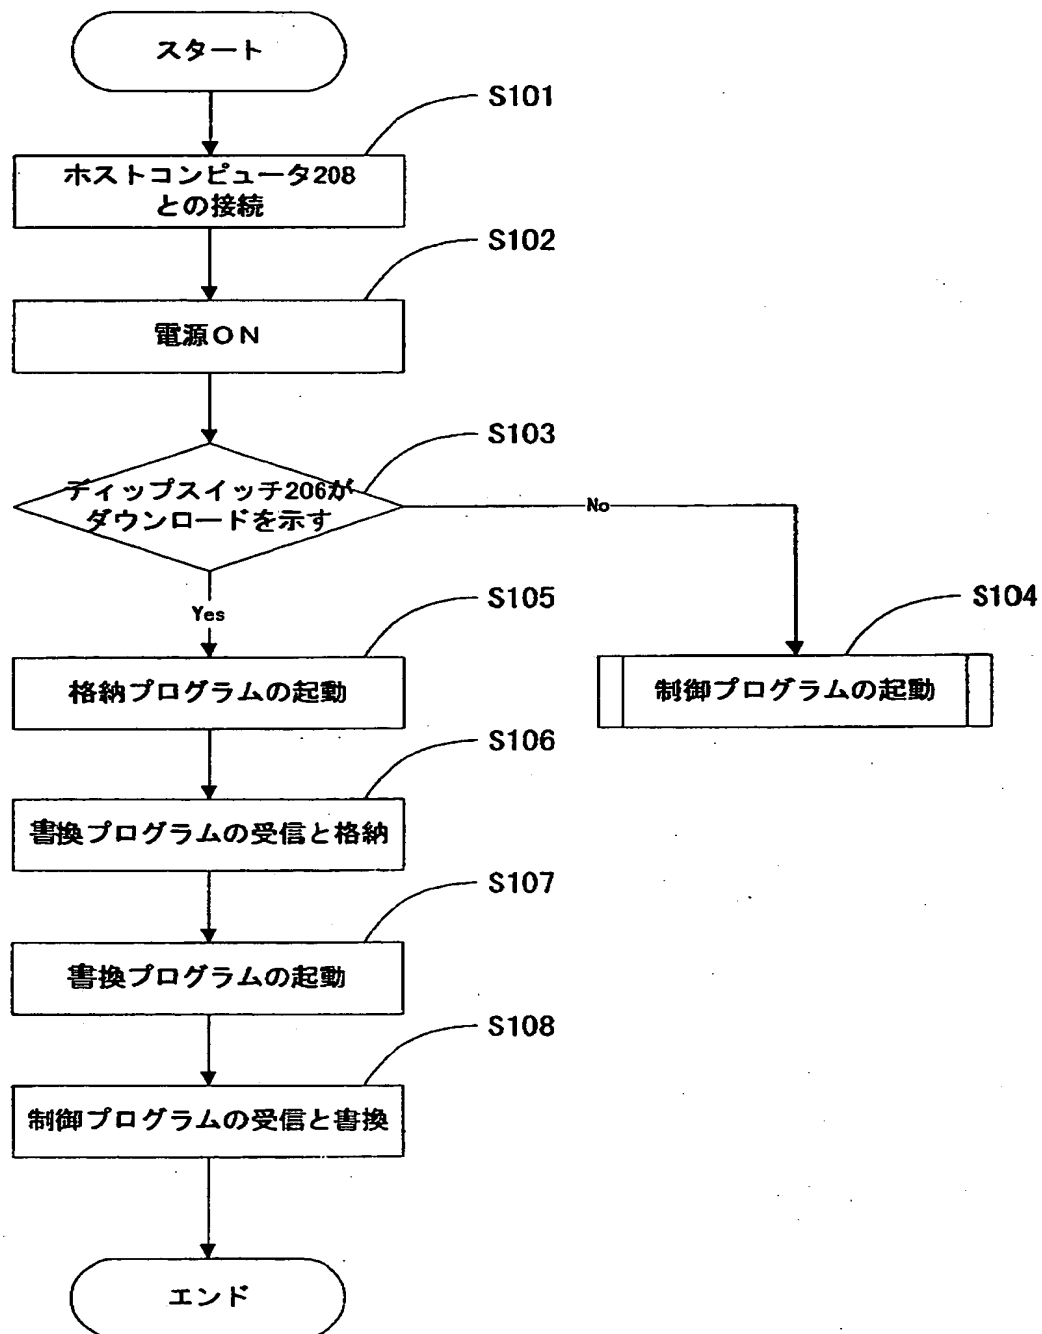 スタート
S101
ホストコンピュータ208
との接続
S102
電源ON
S103
ディップスイッチ206が
ダウンロードを示す
No
Yes
S105
S104
格納プログラムの起動
制御プログラムの起動
S106
書換プログラムの受信と格納
S107
書換プログラムの起動
S108
制御プログラムの受信と書換
エンド